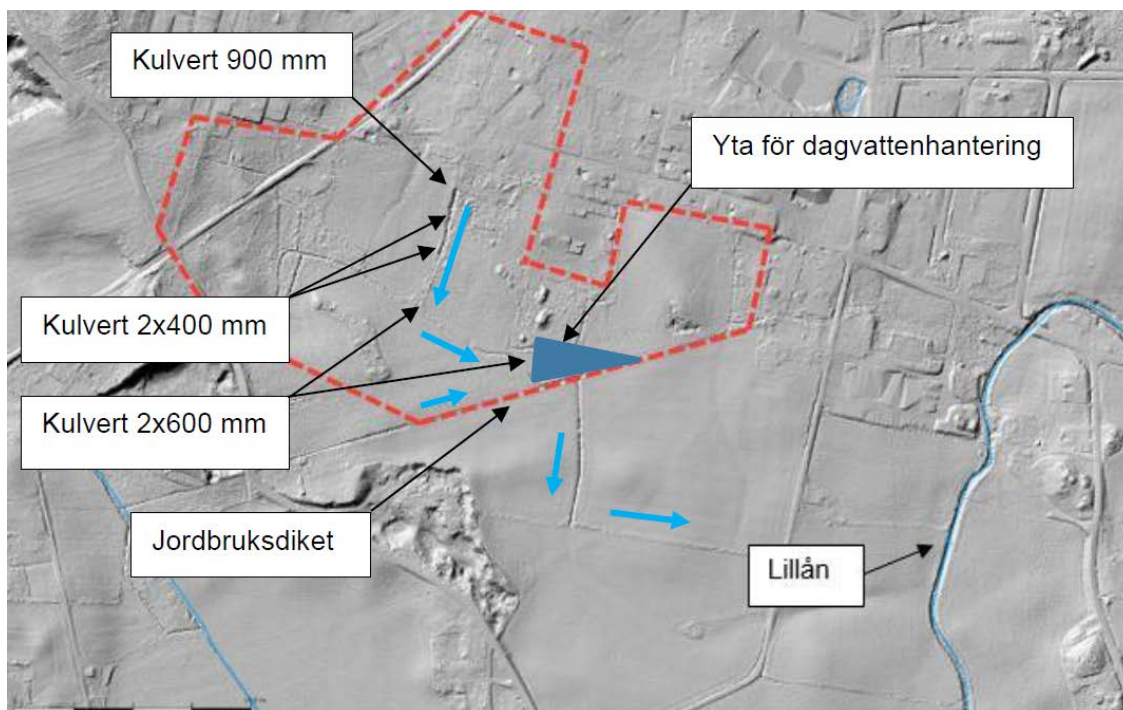 Kulvert 900 mm
Yta för dagvattenhantering
Kulvert 2x400 mm
Kulvert 2x600 mm
Jordbruksdiket
Lillån